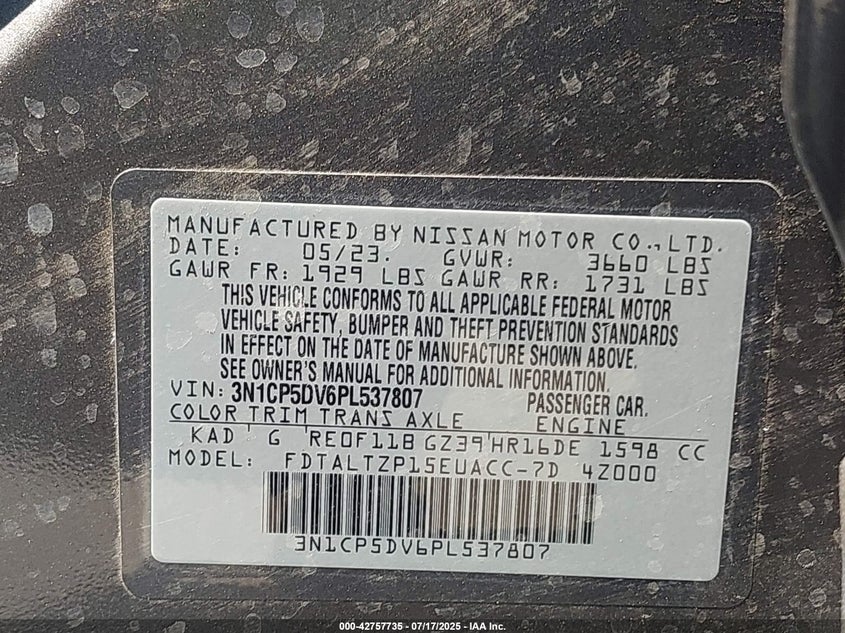 MANUFACTURED BY NISSAN MOTOR CO., LTD.
DATE: 05/23. GVWR: 3660 LBS
GAWR FR: 1929 LBS GAWR RR: 1731 LBS
THIS VEHICLE CONFORMS TO ALL APPLICABLE FEDERAL MOTOR
VEHICLE SAFETY, BUMPER AND THEFT PREVENTION STANDARDS
IN EFFECT ON THE DATE OF MANUFACTURE SHOWN ABOVE.
SEE OWNER'S MANUAL FOR ADDITIONAL INFORMATION.
VIN: 3N1CP5DV6PL537807 PASSENGER CAR.
COLOR TRIM TRANS AXLE ENGINE
KAD G RE0F11B GZ39 HR16DE 1598 CC
MODEL: FDTALTZP15EUACC-7D 4Z000
3N1CP5DV6PL537807
000-42757735 - 07/17/2025 - IAA Inc.